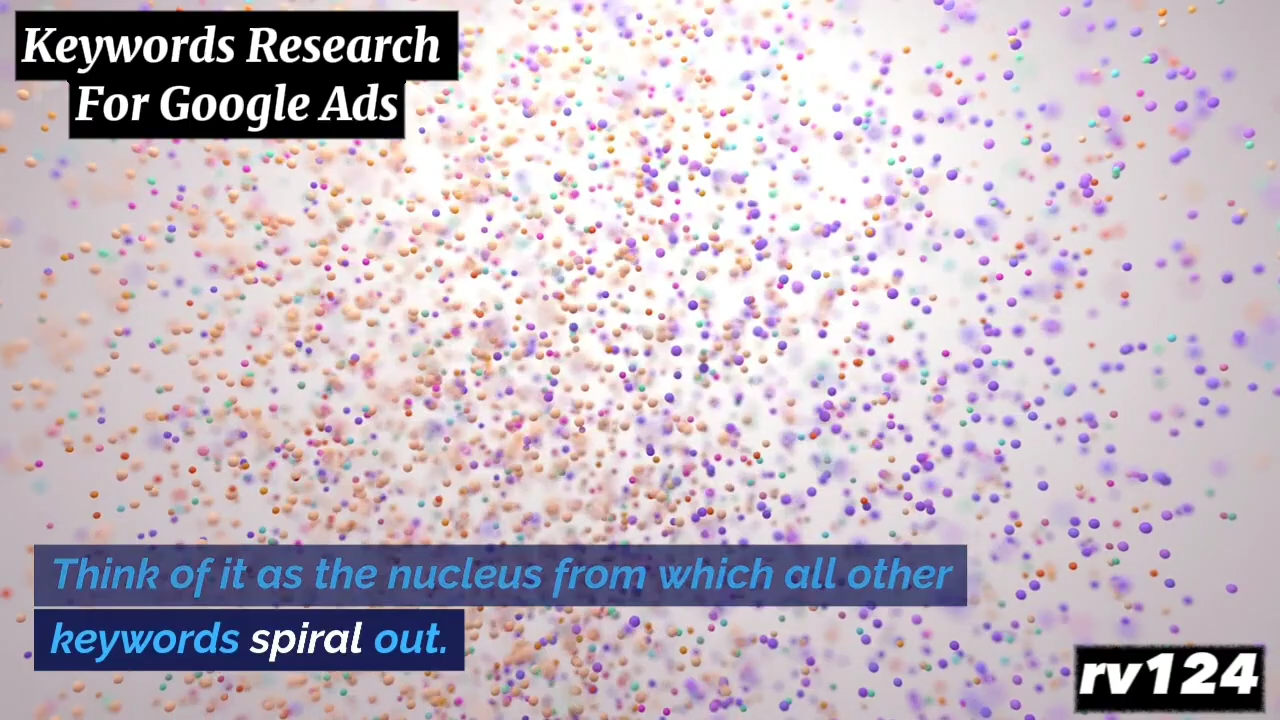 Keywords Research
For Google Ads
Think of it as the nucleus from which all other
keywords spiral out.
rv124